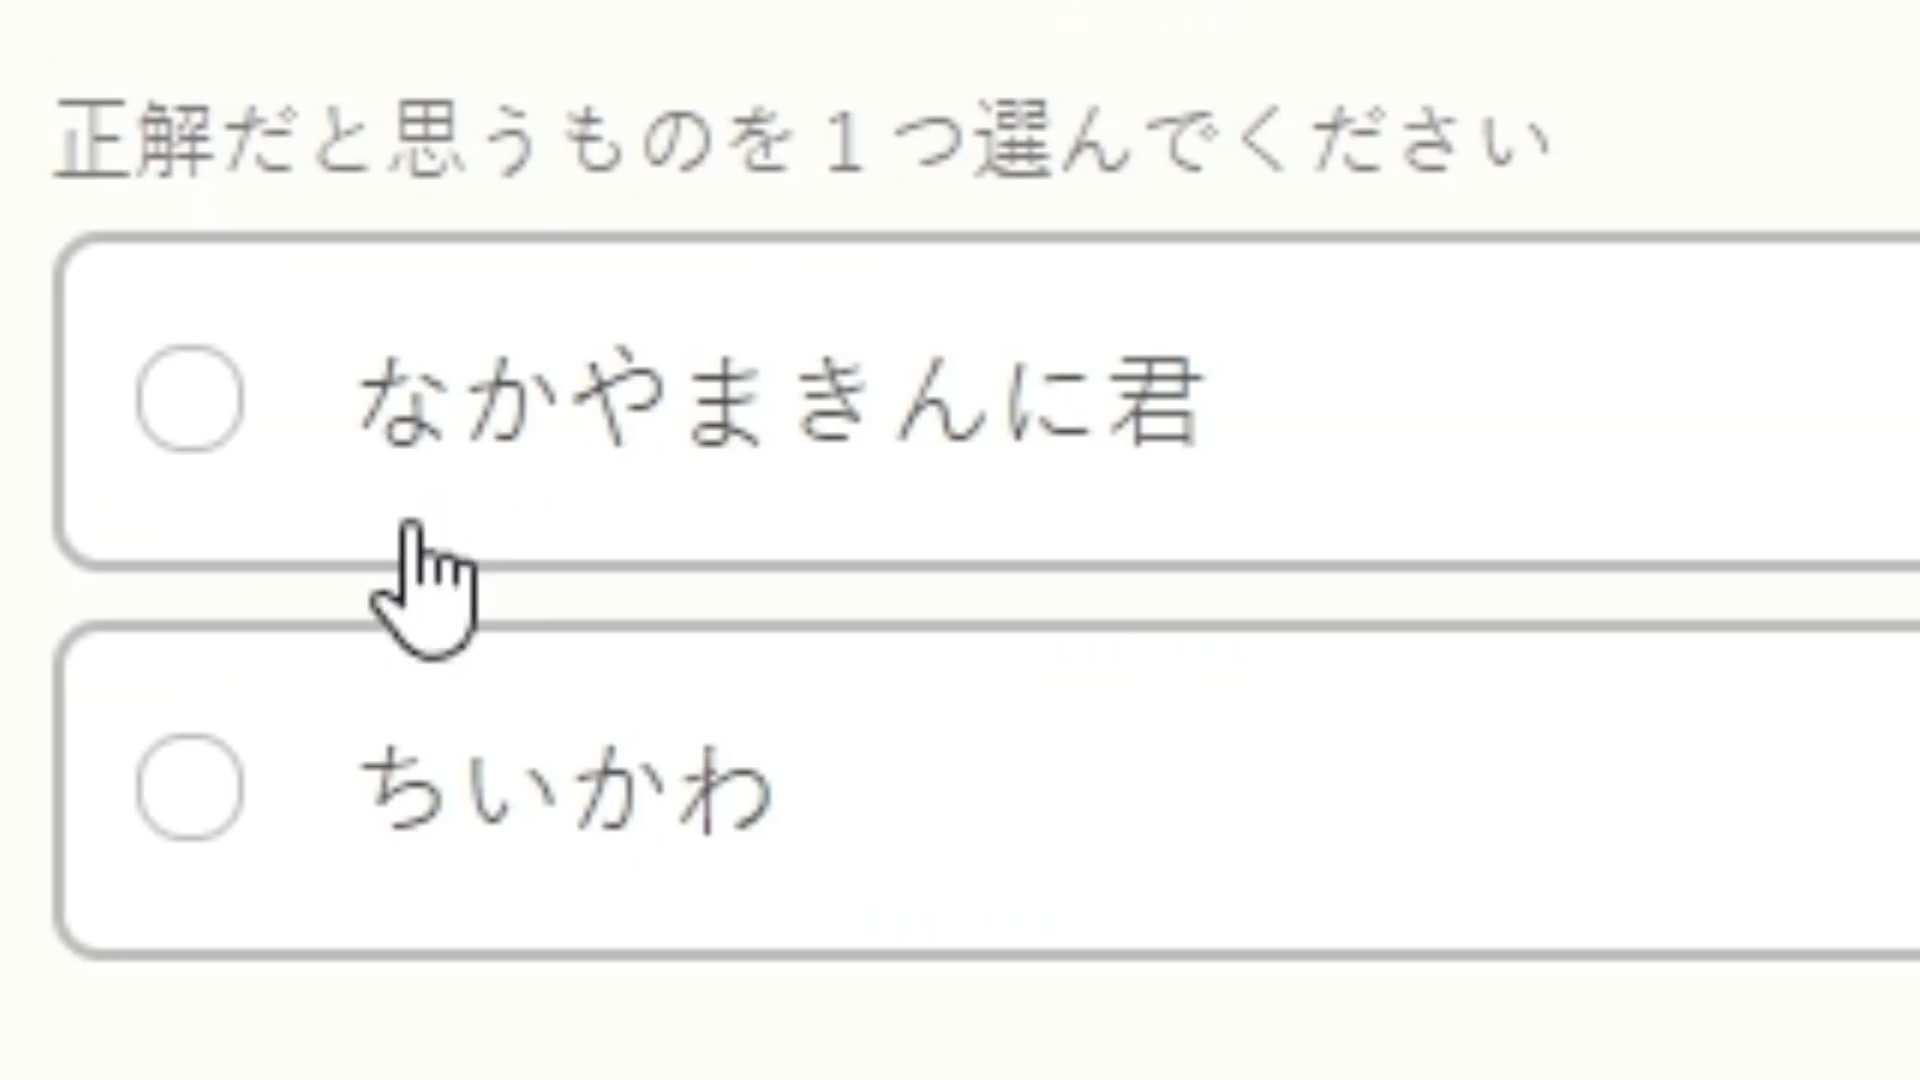 正解だと思うものを1つ選んでください
なかやまきんに君
ちいかわ